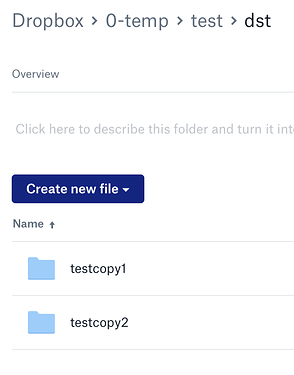 Dropbox > 0-temp > test > dst
Overview
Click here to describe this folder and turn it int
Create new file
Name ↑
testcopy1
testcopy2